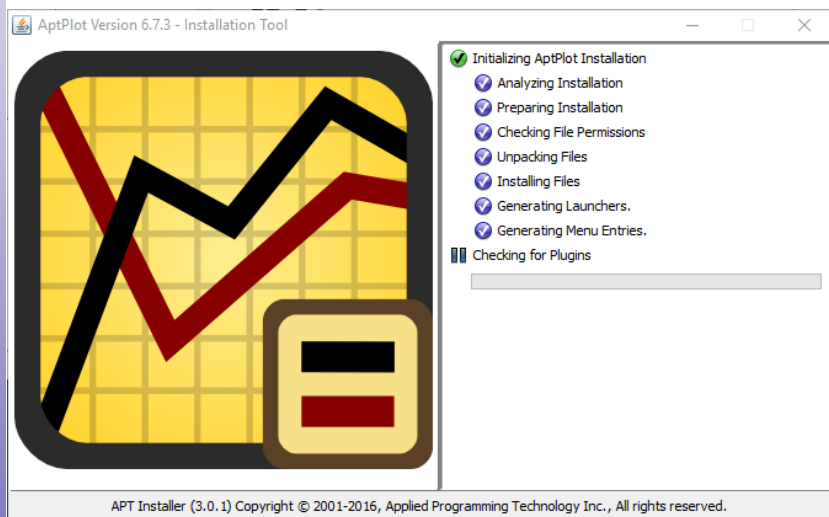 AptPlot Version 6.7.3 - Installation Tool
Initializing AptPlot Installation
Analyzing Installation
Preparing Installation
Checking File Permissions
Unpacking Files
Installing Files
Generating Launchers.
Generating Menu Entries.
Checking for Plugins
APT Installer (3.0.1) Copyright © 2001-2016, Applied Programming Technology Inc., All rights reserved.